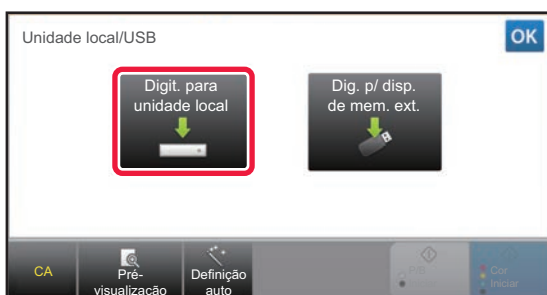 Unidade local/USB
OK
Digit. para
unidade local
Dig. p/ disp.
de mem. ext.
CA
Pré-
visualização
Definição
auto
P/B
Iniciar
Cor
Iniciar